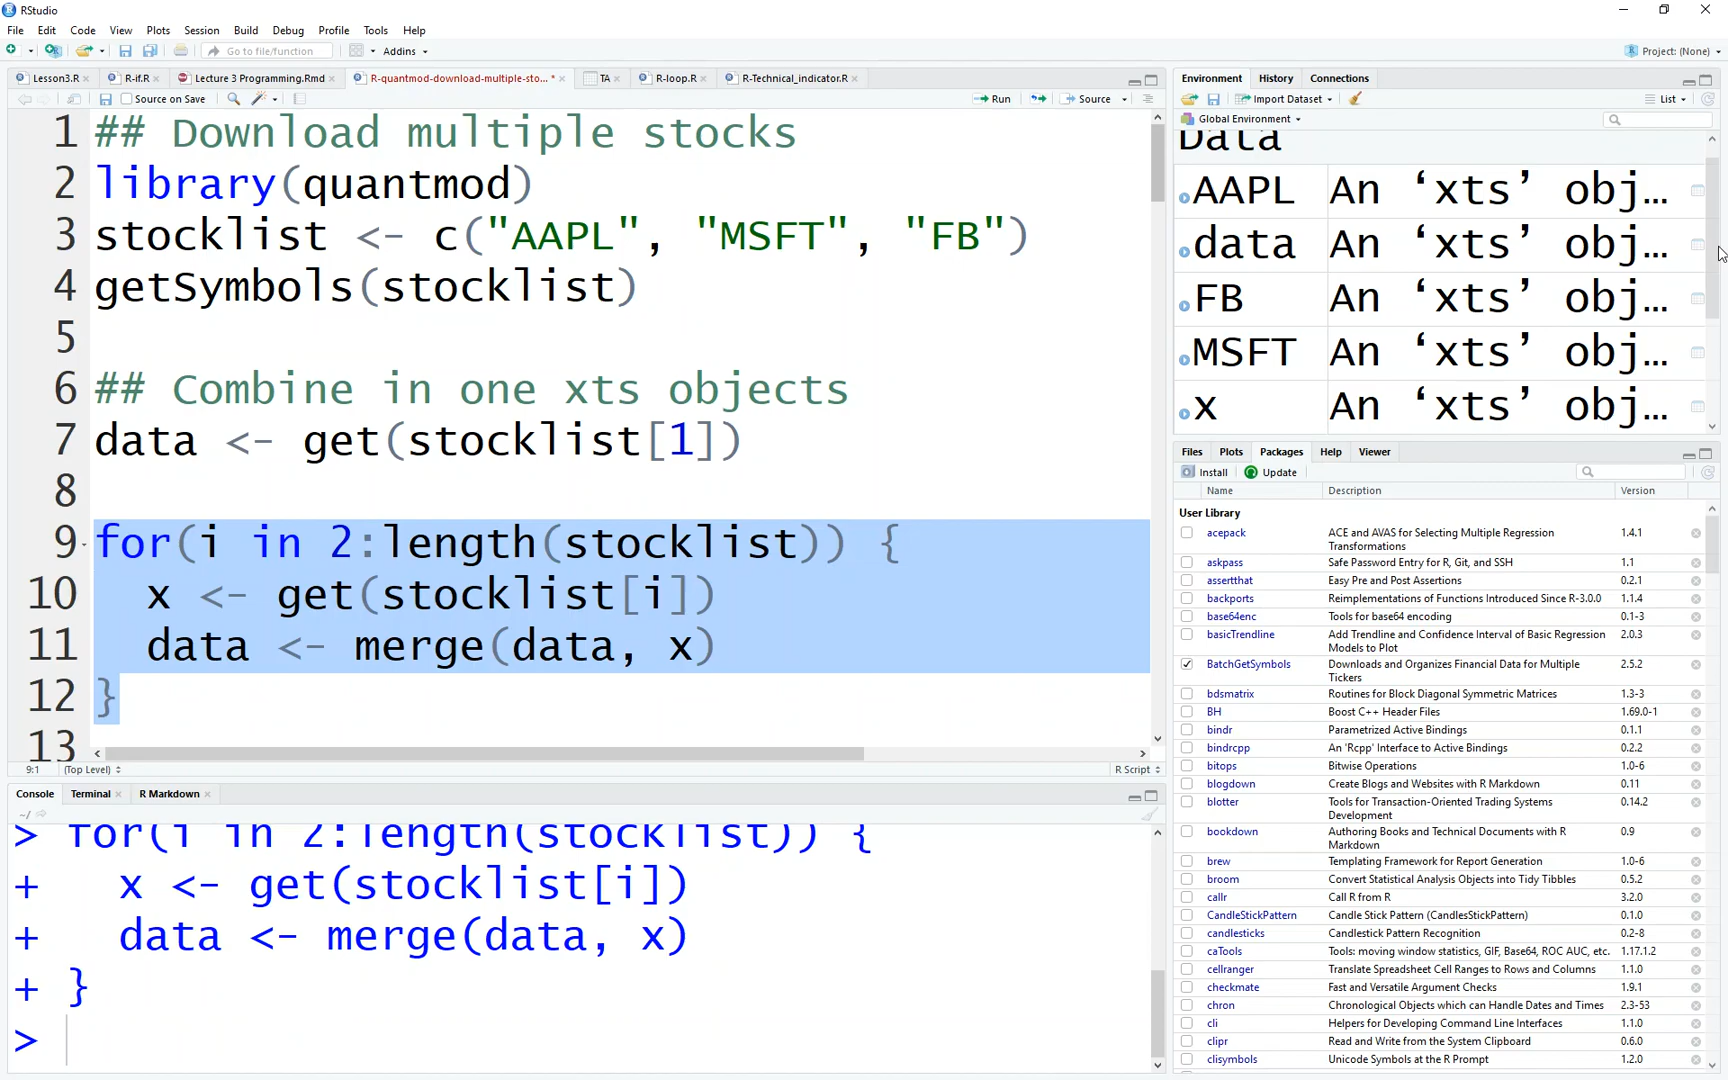 RStudio
File Edit Code View Plots Session Build Debug Profile Tools Help
Go to file/function Addins Project: (None)
Lesson3.R R-if.R Lecture 3 Programming.Rmd R-quantmod-download-multiple-sto...* TA R-loop.R R-Technical_indicator.R
Source on Save Run Source
1 ## Download multiple stocks
2 library(quantmod)
3 stocklist <- c("AAPL", "MSFT", "FB")
4 getSymbols(stocklist)
5
6 ## Combine in one xts objects
7 data <- get(stocklist[1])
8
9 for(i in 2:length(stocklist)) {
10 x <- get(stocklist[i])
11 data <- merge(data, x)
12 }
13
9:1 (Top Level) R Script
Console Terminal R Markdown
~/
> for(i in 2:length(stocklist)) {
+ x <- get(stocklist[i])
+ data <- merge(data, x)
+ }
>
Environment History Connections
Import Dataset List
Global Environment
Data
AAPL An ‘xts’ obj…
data An ‘xts’ obj…
FB An ‘xts’ obj…
MSFT An ‘xts’ obj…
x An ‘xts’ obj…
Files Plots Packages Help Viewer
Install Update
Name Description Version
User Library
acepack ACE and AVAS for Selecting Multiple Regression 1.4.1
Transformations
askpass Safe Password Entry for R, Git, and SSH 1.1
assertthat Easy Pre and Post Assertions 0.2.1
backports Reimplementations of Functions Introduced Since R-3.0.0 1.1.4
base64enc Tools for base64 encoding 0.1-3
basicTrendline Add Trendline and Confidence Interval of Basic Regression 2.0.3
Models to Plot
BatchGetSymbols Downloads and Organizes Financial Data for Multiple 2.5.2
Tickers
bdsmatrix Routines for Block Diagonal Symmetric Matrices 1.3-3
BH Boost C++ Header Files 1.69.0-1
bindr Parametrized Active Bindings 0.1.1
bindrcpp An 'Rcpp' Interface to Active Bindings 0.2.2
bitops Bitwise Operations 1.0-6
blogdown Create Blogs and Websites with R Markdown 0.11
blotter Tools for Transaction-Oriented Trading Systems 0.14.2
Development
bookdown Authoring Books and Technical Documents with R 0.9
Markdown
brew Templating Framework for Report Generation 1.0-6
broom Convert Statistical Analysis Objects into Tidy Tibbles 0.5.2
callr Call R from R 3.2.0
CandleStickPattern Candle Stick Pattern (CandlesStickPattern) 0.1.0
candlesticks Candlestick Pattern Recognition 0.2-8
caTools Tools: moving window statistics, GIF, Base64, ROC AUC, etc. 1.17.1.2
cellranger Translate Spreadsheet Cell Ranges to Rows and Columns 1.1.0
checkmate Fast and Versatile Argument Checks 1.9.1
chron Chronological Objects which can Handle Dates and Times 2.3-53
cli Helpers for Developing Command Line Interfaces 1.1.0
clipr Read and Write from the System Clipboard 0.6.0
clisymbols Unicode Symbols at the R Prompt 1.2.0